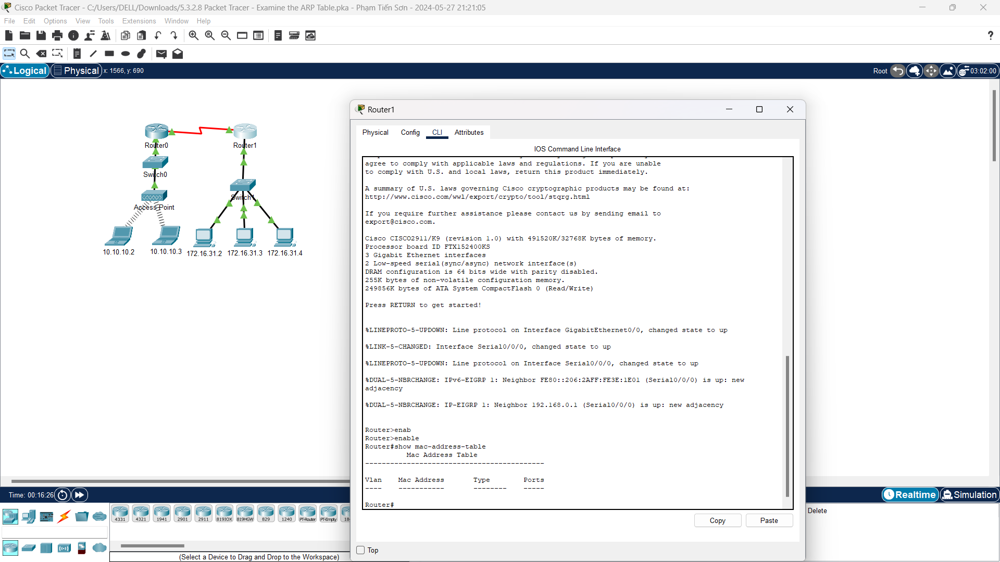 Cisco Packet Tracer - C:/Users/DELL/Downloads/5.3.2.8 Packet Tracer - Examine the ARP Table.pka - Phạm Tiến Sơn - 2024-05-27 21:21:05
File Edit Options View Tools Extensions Window Help
Logical Physical x: 1566, y: 690
Root 03:02:00
Router0
Router1
Switch0
Switch1
Access Point
10.10.10.2
10.10.10.3
172.16.31.2
172.16.31.3
172.16.31.4
Router1
Physical Config CLI Attributes
IOS Command Line Interface
agree to comply with applicable laws and regulations. If you are unable
to comply with U.S. and local laws, return this product immediately.
A summary of U.S. laws governing Cisco cryptographic products may be found at:
http://www.cisco.com/wwl/export/crypto/tool/stqrg.html
If you require further assistance please contact us by sending email to
export@cisco.com.
Cisco CISCO2911/K9 (revision 1.0) with 491520K/32768K bytes of memory.
Processor board ID FTX152400KS
3 Gigabit Ethernet interfaces
2 Low-speed serial(sync/async) network interface(s)
DRAM configuration is 64 bits wide with parity disabled.
255K bytes of non-volatile configuration memory.
249856K bytes of ATA System CompactFlash 0 (Read/Write)
Press RETURN to get started!
%LINEPROTO-5-UPDOWN: Line protocol on Interface GigabitEthernet0/0, changed state to up
%LINK-5-CHANGED: Interface Serial0/0/0, changed state to up
%LINEPROTO-5-UPDOWN: Line protocol on Interface Serial0/0/0, changed state to up
%DUAL-5-NBRCHANGE: IPv6-EIGRP 1: Neighbor FE80::206:2AFF:FE3E:1E01 (Serial0/0/0) is up: new
adjacency
%DUAL-5-NBRCHANGE: IP-EIGRP 1: Neighbor 192.168.0.1 (Serial0/0/0) is up: new adjacency
Router>enab
Router>enable
Router#show mac-address-table
Mac Address Table
-------------------------------------------
Vlan Mac Address Type Ports
---- ----------- -------- -----
Router#
Copy Paste
Top
Time: 00:16:26
Realtime Simulation
4331 4321 1941 2901 2911 819IOX 819HGW 829 1240 PT-Router PT-Empty
Delete
(Select a Device to Drag and Drop to the Workspace)